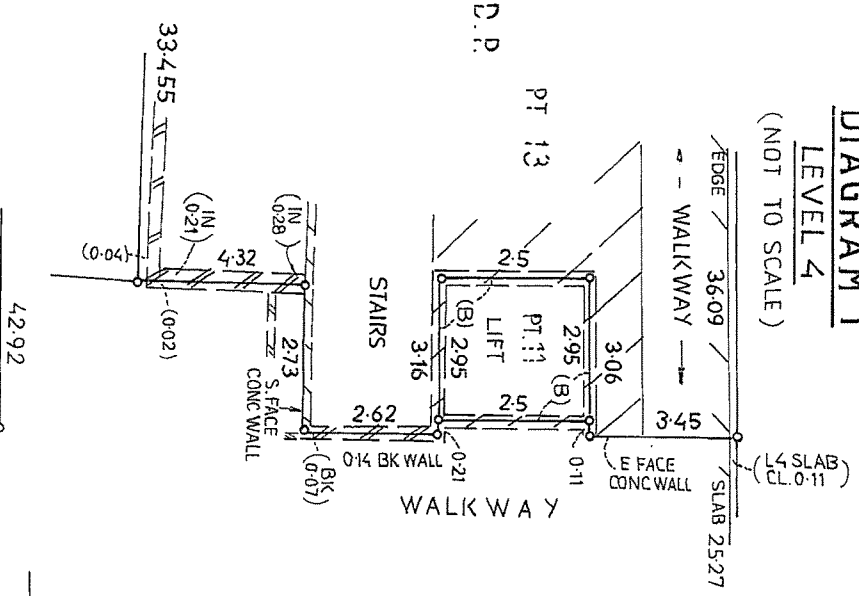 DIAGRAM 1
LEVEL 4
(NOT TO SCALE)
EDGE 36·09 SLAB 25·27
WALKWAY
3·45
(L4 SLAB
CL.0·11)
E FACE
CONC WALL
D.P.
PT 13
2·5
3·06
2·95
(B)
PT.11
LIFT
(B)
2·95
3·16
2·5
0·11
0·21
STAIRS
2·62
0·14 BK WALL
WALKWAY
(BK
0·07)
2·73
S.FACE
CONC WALL
(IN
0·28)
4·32
(IN
0·21)
33·455
(0·04)
(0·02)
42·92